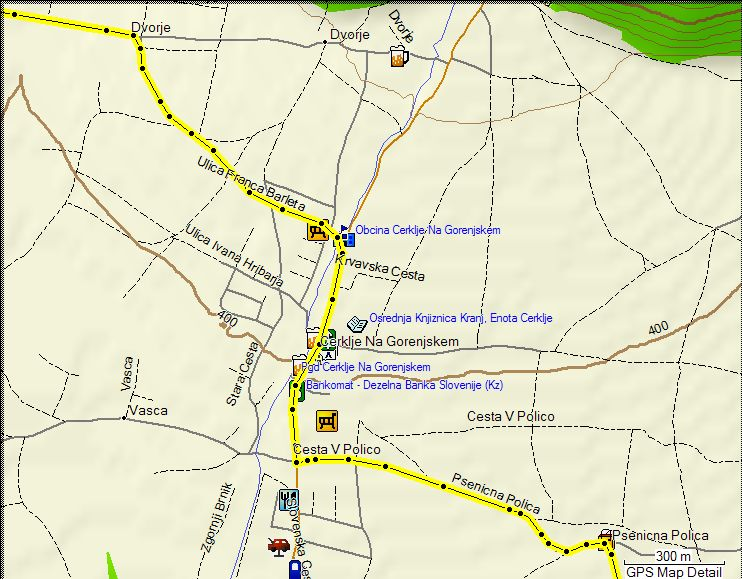 Dvorje
Dvorje
Dvorje
Ulica Franca Barleta
Obcina Cerklje Na Gorenjskem
Ulica Ivana Hribarja
Krvavska Cesta
400
Osrednja Knjiznica Kranj, Enota Cerklje
400
Cerklje Na Gorenjskem
Stara Cesta
Pgd Cerklje Na Gorenjskem
Vasca
Bankomat - Dezelna Banka Slovenije (Kz)
Vasca
Cesta V Polico
Cesta V Polico
Psenicna Polica
Zgornji Brnik
Slovenska Ces
Psenicna Polica
300 m
GPS Map Detail